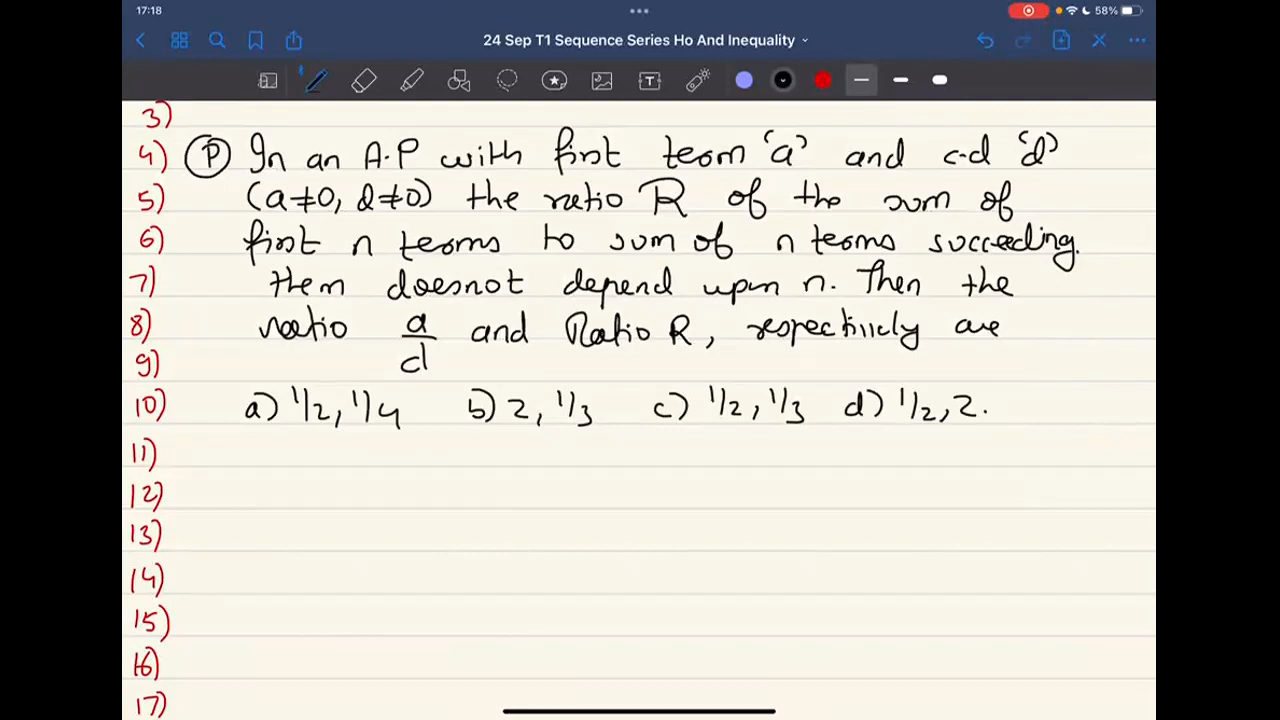 17:18
58%
24 Sep T1 Sequence Series Ho And Inequality
3)
4) (P) In an A.P with first term 'a' and c-d 'd'
5) (a≠0, d≠0) the ratio R of the sum of
6) first n terms to sum of n terms succeeding.
7) them doesnot depend upon n. Then the
8) ratio a/d and Ratio R, respectively are
9)
10) a) 1/2, 1/4 b) 2, 1/3 c) 1/2, 1/3 d) 1/2, 2.
11)
12)
13)
14)
15)
16)
17)